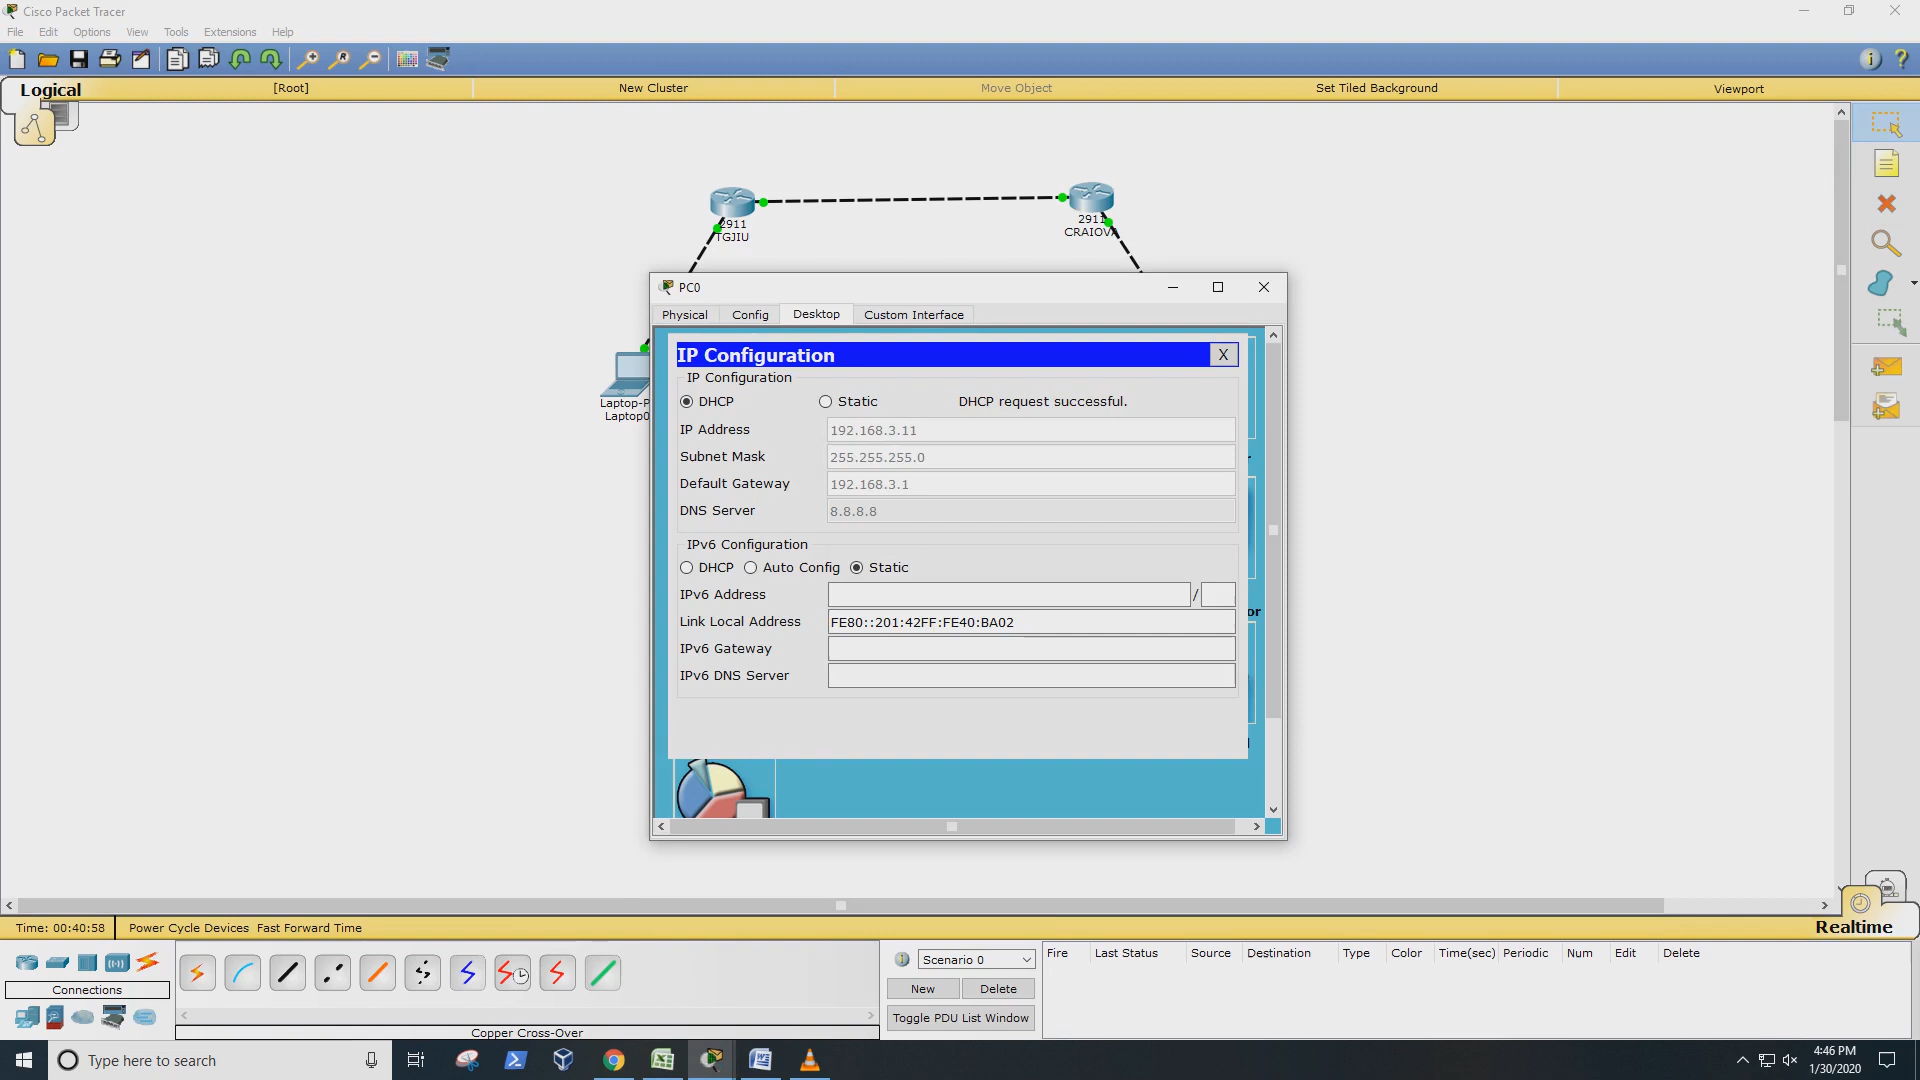 Cisco Packet Tracer
File Edit Options View Tools Extensions Help
Logical [Root] New Cluster Move Object Set Tiled Background Viewport
2911
TGJIU
2911
CRAIOVA
PC0
Physical Config Desktop Custom Interface
IP Configuration X
IP Configuration
DHCP Static DHCP request successful.
IP Address 192.168.3.11
Subnet Mask 255.255.255.0
Default Gateway 192.168.3.1
DNS Server 8.8.8.8
IPv6 Configuration
DHCP Auto Config Static
IPv6 Address /
Link Local Address FE80::201:42FF:FE40:BA02
IPv6 Gateway
IPv6 DNS Server
Laptop-P
Laptop0
or
Time: 00:40:58 Power Cycle Devices Fast Forward Time Realtime
Connections
Copper Cross-Over
Scenario 0
New Delete
Toggle PDU List Window
Fire Last Status Source Destination Type Color Time(sec) Periodic Num Edit Delete
Type here to search
4:46 PM
1/30/2020